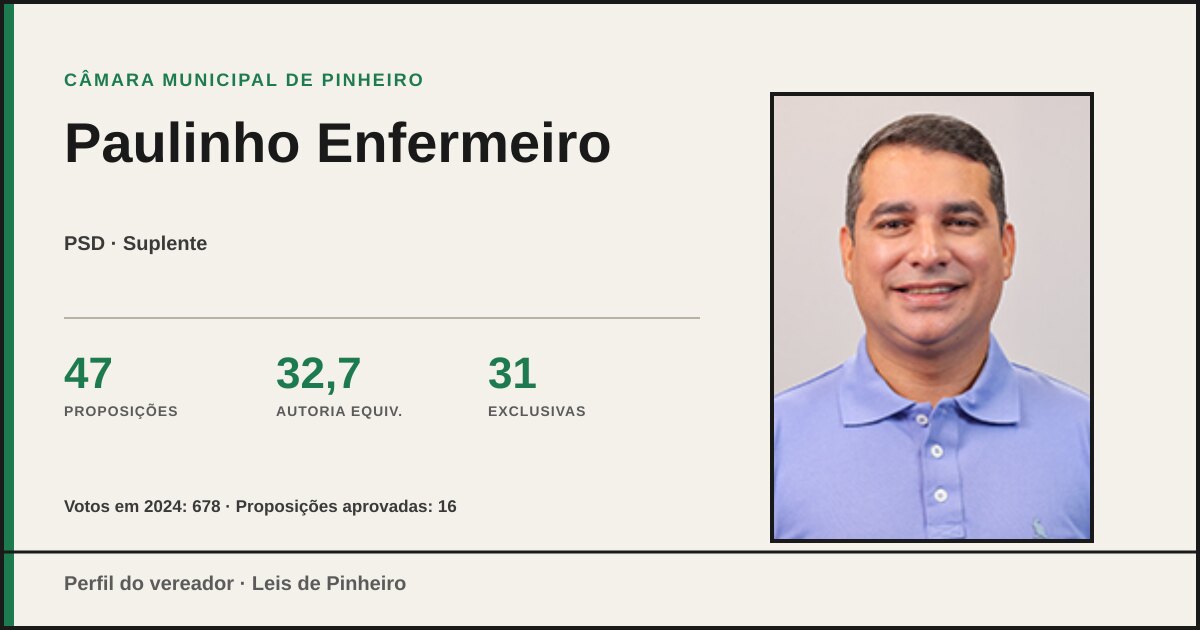 CÂMARA MUNICIPAL DE PINHEIRO
Paulinho Enfermeiro
PSD · Suplente
47
PROPOSIÇÕES
32,7
AUTORIA EQUIV.
31
EXCLUSIVAS
Votos em 2024: 678 · Proposições aprovadas: 16
Perfil do vereador · Leis de Pinheiro